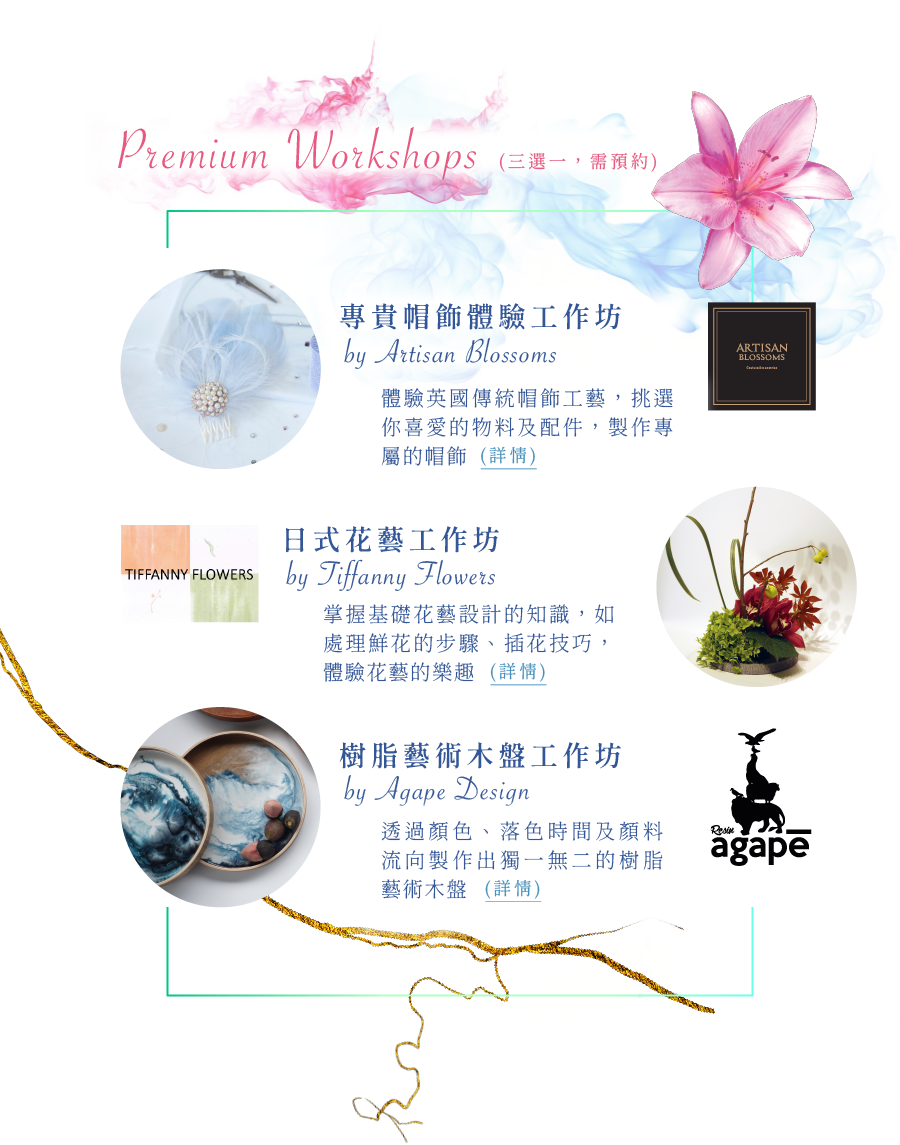 Premium Workshops (三選一，需預約)
專貴帽飾體驗工作坊
by Artisan Blossoms
ARTISAN
BLOSSOMS
體驗英國傳統帽飾工藝，挑選
你喜愛的物料及配件，製作專
屬的帽飾 (詳情)
日式花藝工作坊
by Tiffanny Flowers
TIFFANNY FLOWERS
掌握基礎花藝設計的知識，如
處理鮮花的步驟、插花技巧，
體驗花藝的樂趣 (詳情)
樹脂藝術木盤工作坊
by Agape Design
透過顏色、落色時間及顏料
流向製作出獨一無二的樹脂
藝術木盤 (詳情)
Resin
agape